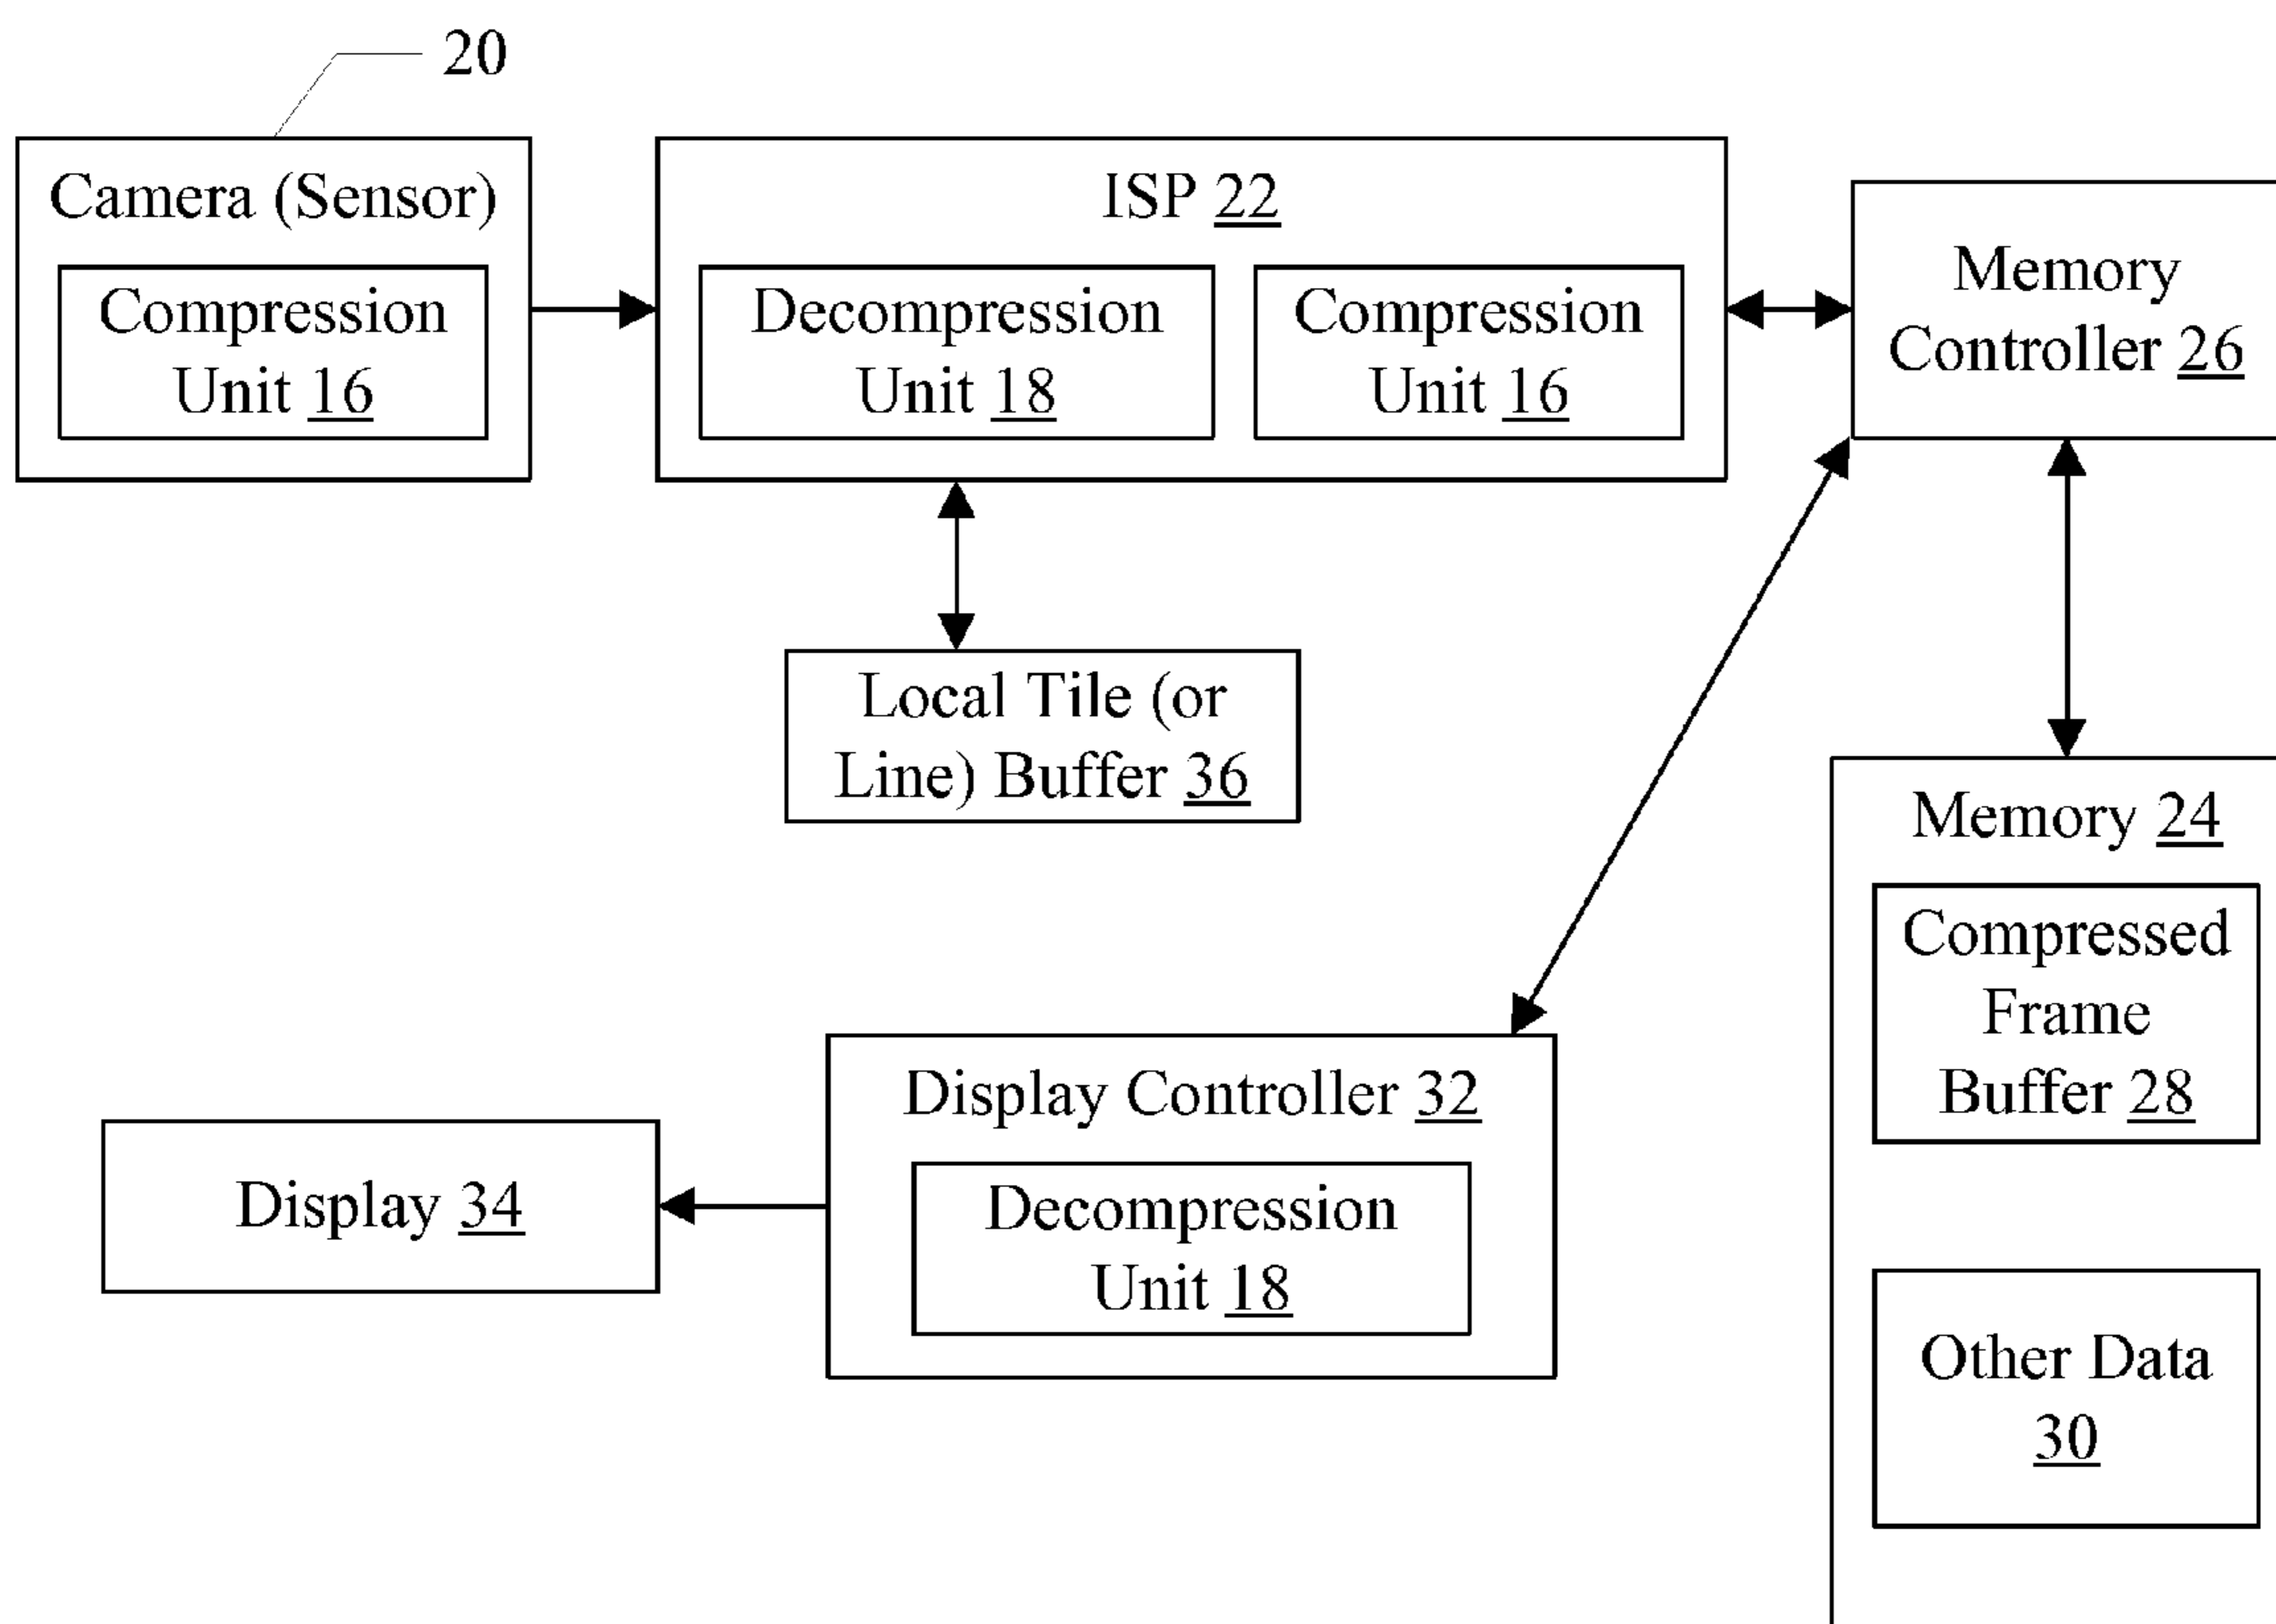 20
Camera (Sensor)
Compression
Unit 16
ISP 22
Decompression
Unit 18
Compression
Unit 16
Memory
Controller 26
Local Tile (or
Line) Buffer 36
Memory 24
Compressed
Frame
Buffer 28
Other Data
30
Display Controller 32
Decompression
Unit 18
Display 34